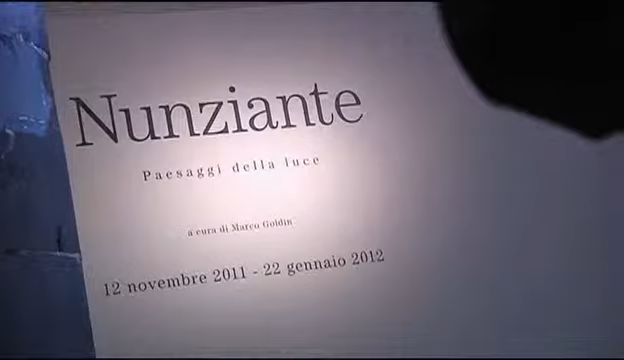 Nunziante
Paesaggi della luce
a cura di Marco Goldin
12 novembre 2011 - 22 gennaio 2012